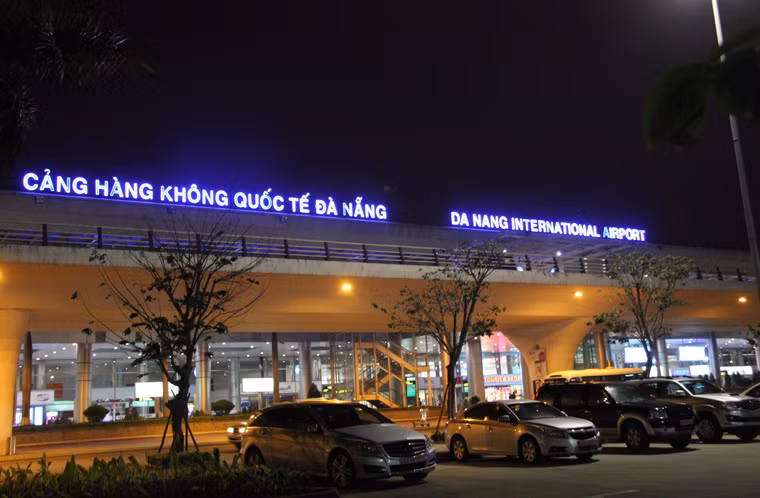 CẢNG HÀNG KHÔNG QUỐC TẾ ĐÀ NẴNG
DA NANG INTERNATIONAL AIRPORT